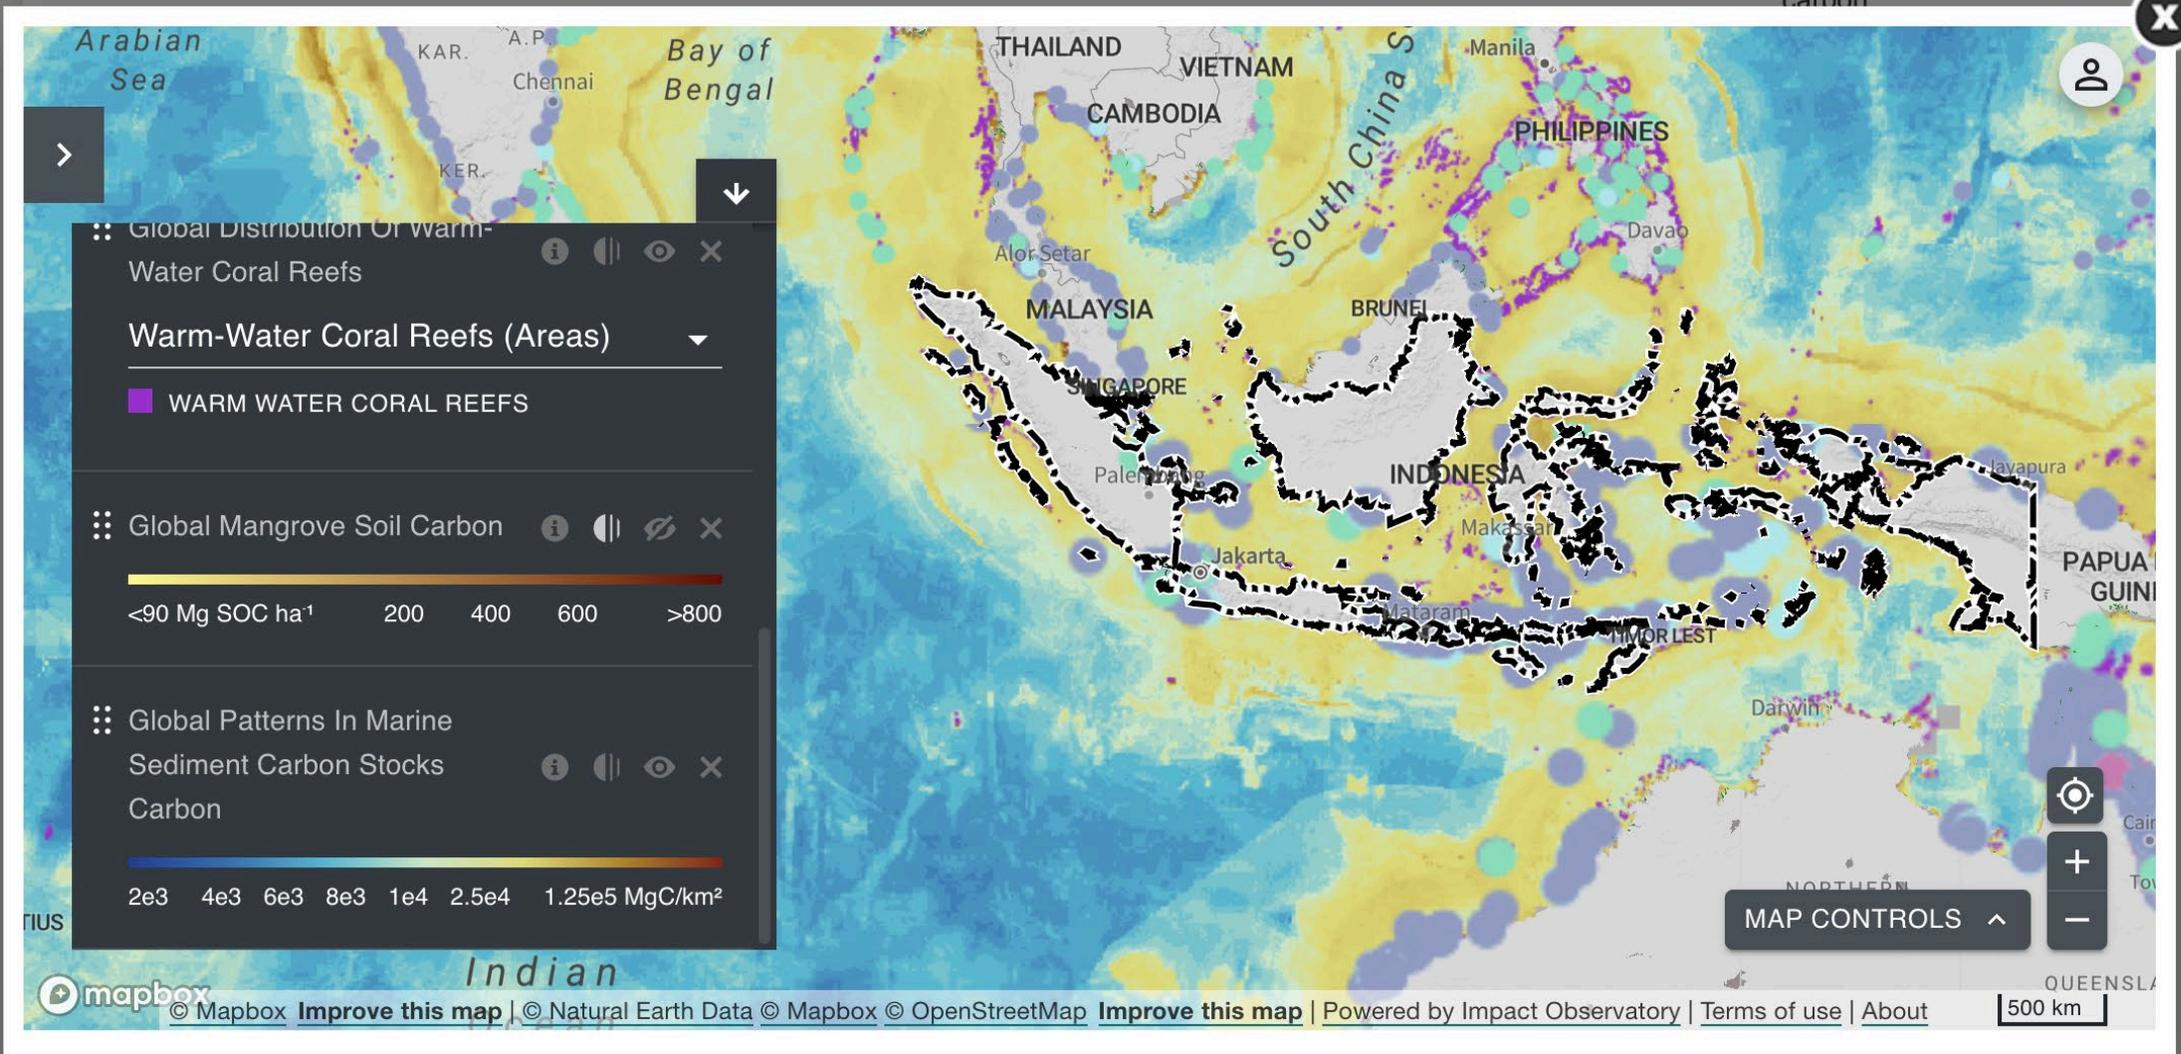 carbon
X
Arabian
Sea
KAR.
A.P.
Chennai
KER.
Bay of
Bengal
THAILAND
VIETNAM
CAMBODIA
Manila
PHILIPPINES
Davao
South China S
Alor Setar
MALAYSIA
BRUNEI
SINGAPORE
INDONESIA
Makassar
Jakarta
Mataram
TIMOR LEST
Jayapura
PAPUA
GUIN
Darwin
Cair
NORTHERN
QUEENSLA
Global Distribution Of Warm-
Water Coral Reefs
Warm-Water Coral Reefs (Areas)
WARM WATER CORAL REEFS
Global Mangrove Soil Carbon
<90 Mg SOC ha⁻¹ 200 400 600 >800
Global Patterns In Marine
Sediment Carbon Stocks
Carbon
2e3 4e3 6e3 8e3 1e4 2.5e4 1.25e5 MgC/km²
TIUS
MAP CONTROLS
Indian
Ocean
mapbox
© Mapbox Improve this map | © Natural Earth Data © Mapbox © OpenStreetMap Improve this map | Powered by Impact Observatory | Terms of use | About
500 km